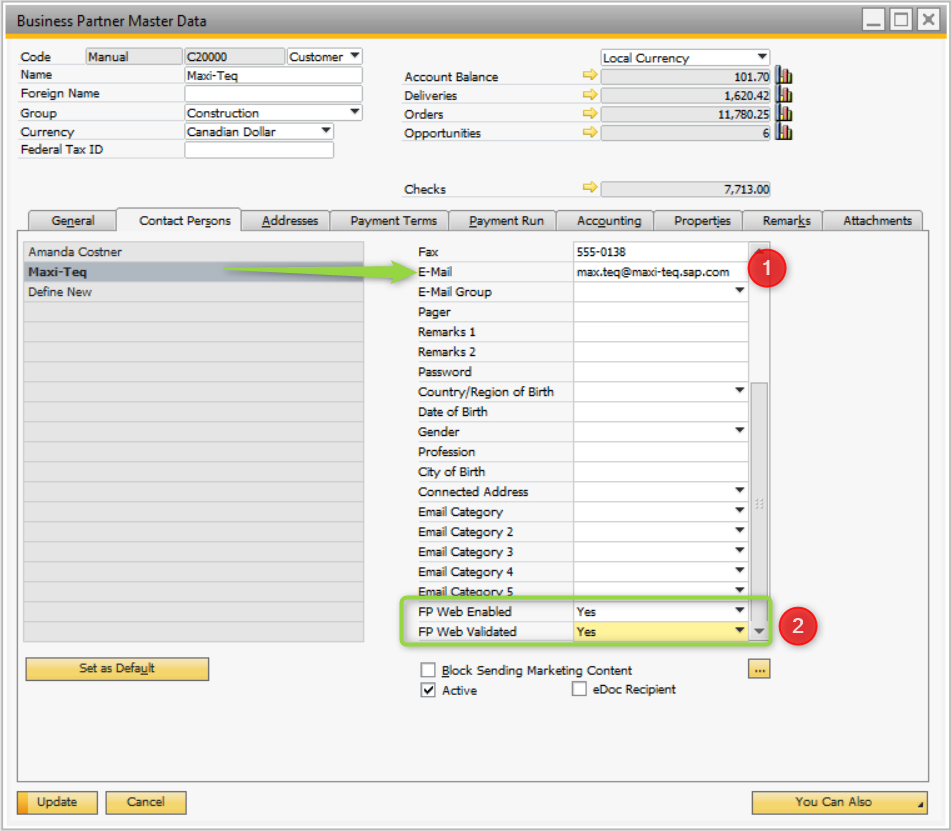 Business Partner Master Data
Code Manual C20000 Customer
Name Maxi-Teq
Foreign Name
Group Construction
Currency Canadian Dollar
Federal Tax ID
Local Currency
Account Balance 101.70
Deliveries 1,620.42
Orders 11,780.25
Opportunities 6
Checks 7,713.00
General Contact Persons Addresses Payment Terms Payment Run Accounting Properties Remarks Attachments
Amanda Costner
Maxi-Teq
Define New
Fax 555-0138
E-Mail max.teq@maxi-teq.sap.com 1
E-Mail Group
Pager
Remarks 1
Remarks 2
Password
Country/Region of Birth
Date of Birth
Gender
Profession
City of Birth
Connected Address
Email Category
Email Category 2
Email Category 3
Email Category 4
Email Category 5
FP Web Enabled Yes
FP Web Validated Yes 2
Set as Default
Block Sending Marketing Content ...
Active eDoc Recipient
Update Cancel You Can Also